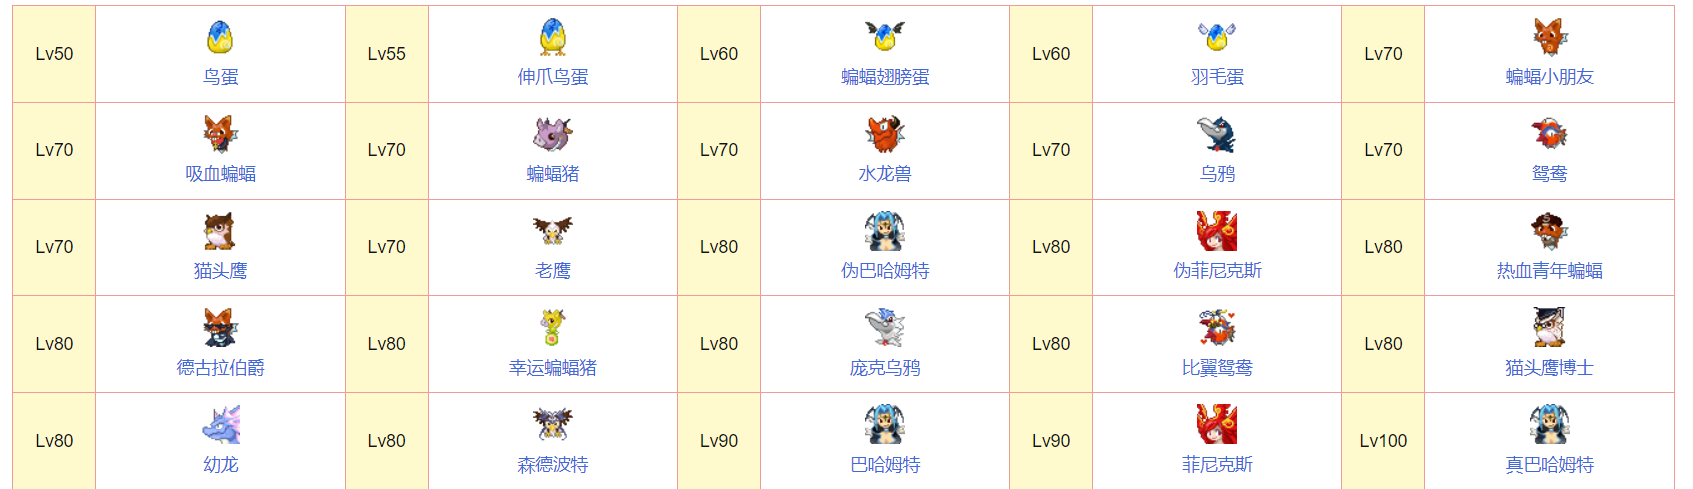 Lv50 鸟蛋 Lv55 伸爪鸟蛋 Lv60 蝙蝠翅膀蛋 Lv60 羽毛蛋 Lv70 蝙蝠小朋友
Lv70 吸血蝙蝠 Lv70 蝙蝠猪 Lv70 水龙兽 Lv70 乌鸦 Lv70 鸳鸯
Lv70 猫头鹰 Lv70 老鹰 Lv80 伪巴哈姆特 Lv80 伪菲尼克斯 Lv80 热血青年蝙蝠
Lv80 德古拉伯爵 Lv80 幸运蝙蝠猪 Lv80 庞克乌鸦 Lv80 比翼鸳鸯 Lv80 猫头鹰博士
Lv80 幼龙 Lv80 森德波特 Lv90 巴哈姆特 Lv90 菲尼克斯 Lv100 真巴哈姆特